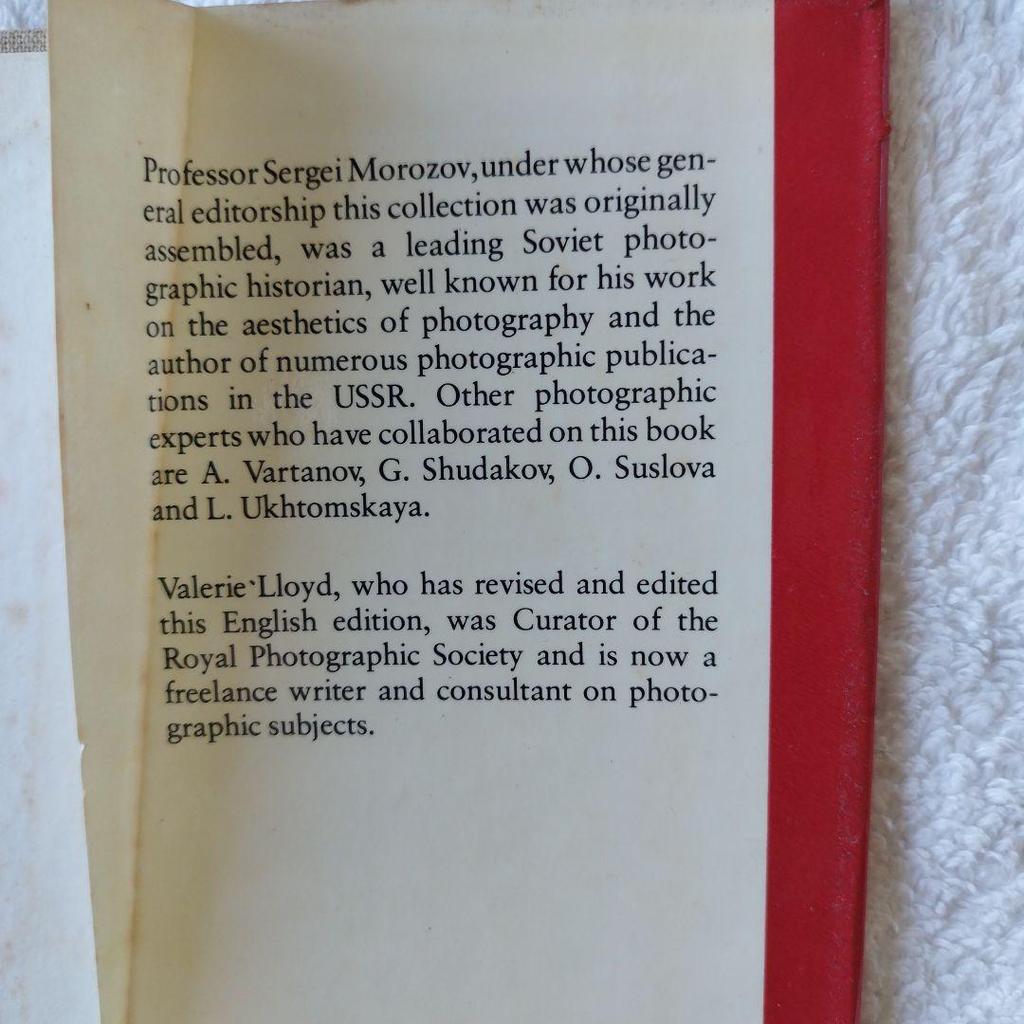 Professor Sergei Morozov, under whose gen-
eral editorship this collection was originally
assembled, was a leading Soviet photo-
graphic historian, well known for his work
on the aesthetics of photography and the
author of numerous photographic publica-
tions in the USSR. Other photographic
experts who have collaborated on this book
are A. Vartanov, G. Shudakov, O. Suslova
and L. Ukhtomskaya.
Valerie Lloyd, who has revised and edited
this English edition, was Curator of the
Royal Photographic Society and is now a
freelance writer and consultant on photo-
graphic subjects.